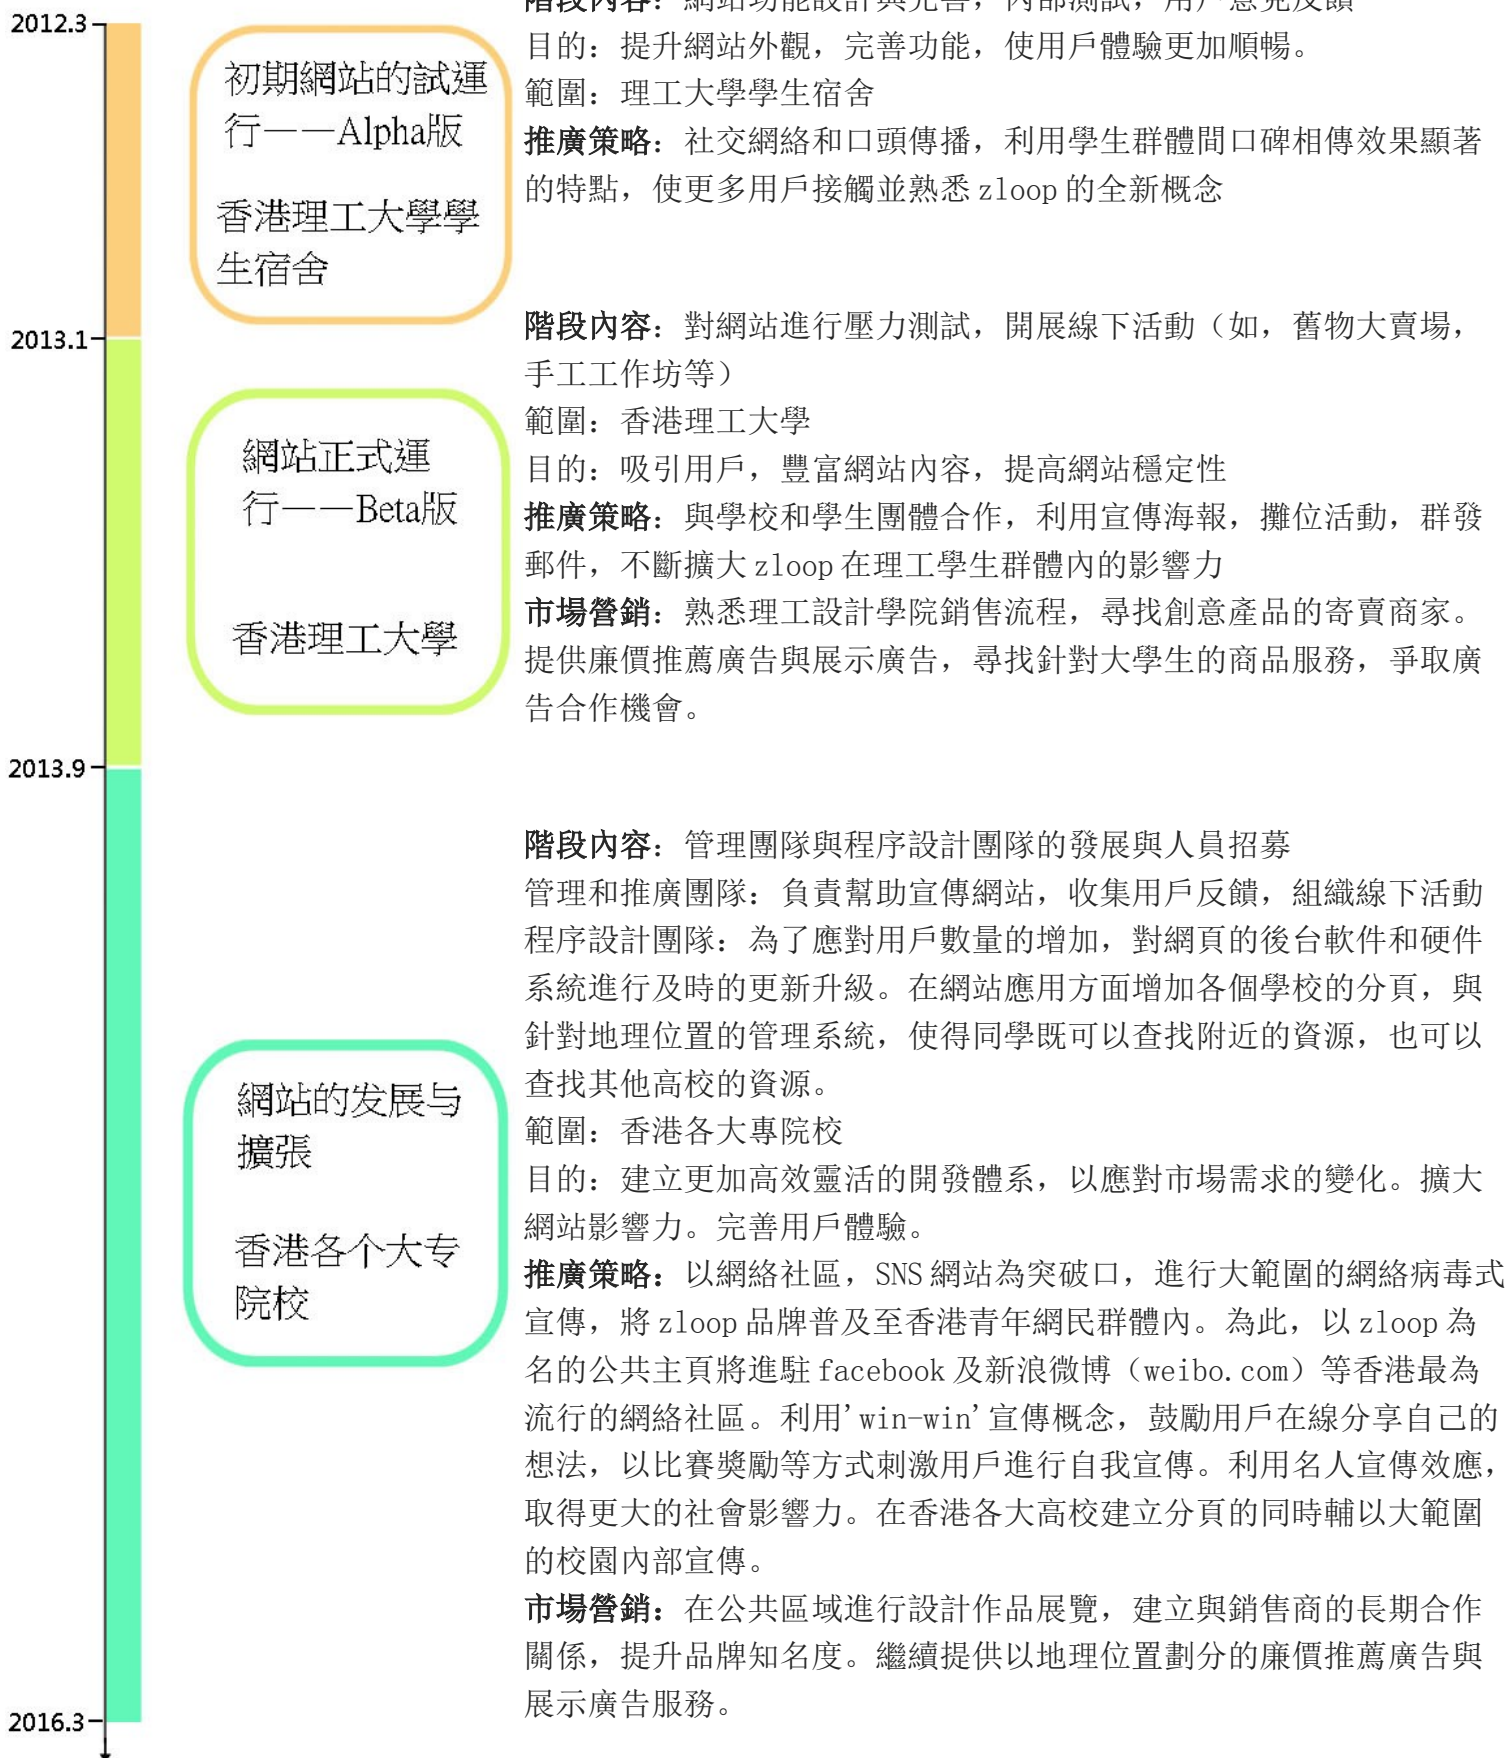 2012.3
初期網站的試運
行——Alpha版
香港理工大學學
生宿舍
階段內容：網站功能設計與完善，內部測試，用戶意見反饋
目的：提升網站外觀，完善功能，使用戶體驗更加順暢。
範圍：理工大學學生宿舍
推廣策略：社交網絡和口頭傳播，利用學生群體間口碑相傳效果顯著
的特點，使更多用戶接觸並熟悉 zloop 的全新概念
2013.1
網站正式運
行——Beta版
香港理工大學
階段內容：對網站進行壓力測試，開展線下活動（如，舊物大賣場，
手工工作坊等）
範圍：香港理工大學
目的：吸引用戶，豐富網站內容，提高網站穩定性
推廣策略：與學校和學生團體合作，利用宣傳海報，攤位活動，群發
郵件，不斷擴大 zloop 在理工學生群體內的影響力
市場營銷：熟悉理工設計學院銷售流程，尋找創意產品的寄賣商家。
提供廉價推薦廣告與展示廣告，尋找針對大學生的商品服務，爭取廣
告合作機會。
2013.9
網站的发展与
擴張
香港各个大专
院校
階段內容：管理團隊與程序設計團隊的發展與人員招募
管理和推廣團隊：負責幫助宣傳網站，收集用戶反饋，組織線下活動
程序設計團隊：為了應對用戶數量的增加，對網頁的後台軟件和硬件
系統進行及時的更新升級。在網站應用方面增加各個學校的分頁，與
針對地理位置的管理系統，使得同學既可以查找附近的資源，也可以
查找其他高校的資源。
範圍：香港各大專院校
目的：建立更加高效靈活的開發體系，以應對市場需求的變化。擴大
網站影響力。完善用戶體驗。
推廣策略：以網絡社區，SNS 網站為突破口，進行大範圍的網絡病毒式
宣傳，將 zloop 品牌普及至香港青年網民群體內。為此，以 zloop 為
名的公共主頁將進駐 facebook 及新浪微博（weibo.com）等香港最為
流行的網絡社區。利用'win-win'宣傳概念，鼓勵用戶在線分享自己的
想法，以比賽獎勵等方式刺激用戶進行自我宣傳。利用名人宣傳效應，
取得更大的社會影響力。在香港各大高校建立分頁的同時輔以大範圍
的校園內部宣傳。
市場營銷：在公共區域進行設計作品展覽，建立與銷售商的長期合作
關係，提升品牌知名度。繼續提供以地理位置劃分的廉價推薦廣告與
展示廣告服務。
2016.3